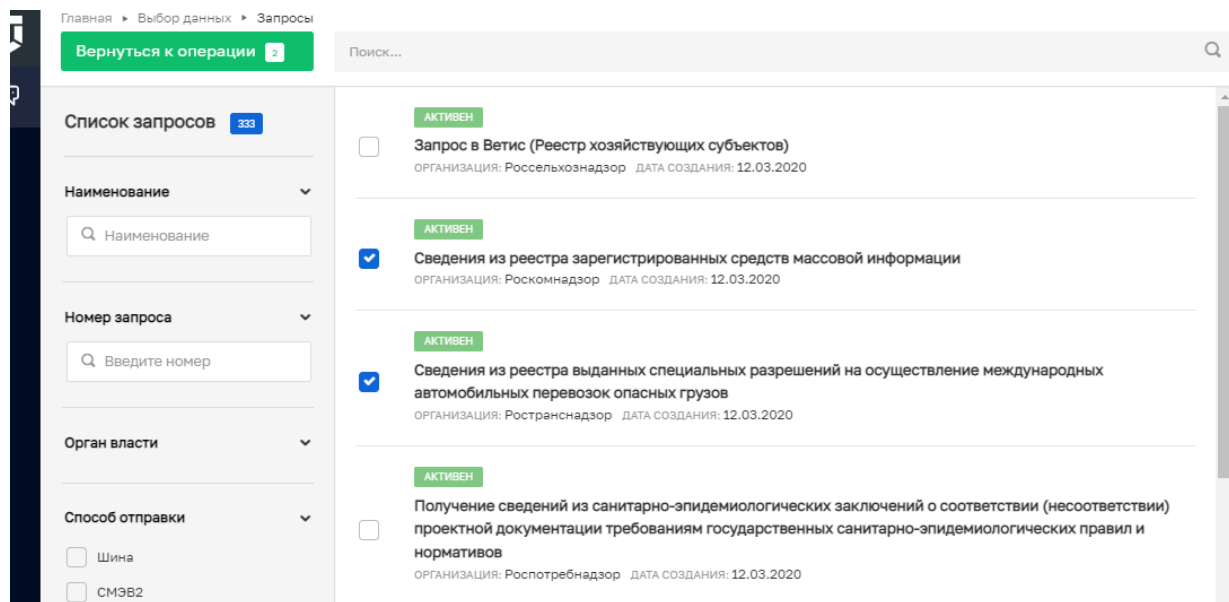 Главная ▸ Выбор данных ▸ Запросы
Вернуться к операции 2
Поиск...
Список запросов 333
Наименование
Наименование
Номер запроса
Введите номер
Орган власти
Способ отправки
Шина
СМЭВ2
АКТИВЕН
Запрос в Ветис (Реестр хозяйствующих субъектов)
ОРГАНИЗАЦИЯ: Россельхознадзор ДАТА СОЗДАНИЯ: 12.03.2020
АКТИВЕН
Сведения из реестра зарегистрированных средств массовой информации
ОРГАНИЗАЦИЯ: Роскомнадзор ДАТА СОЗДАНИЯ: 12.03.2020
АКТИВЕН
Сведения из реестра выданных специальных разрешений на осуществление международных
автомобильных перевозок опасных грузов
ОРГАНИЗАЦИЯ: Ространснадзор ДАТА СОЗДАНИЯ: 12.03.2020
АКТИВЕН
Получение сведений из санитарно-эпидемиологических заключений о соответствии (несоответствии)
проектной документации требованиям государственных санитарно-эпидемиологических правил и
нормативов
ОРГАНИЗАЦИЯ: Роспотребнадзор ДАТА СОЗДАНИЯ: 12.03.2020